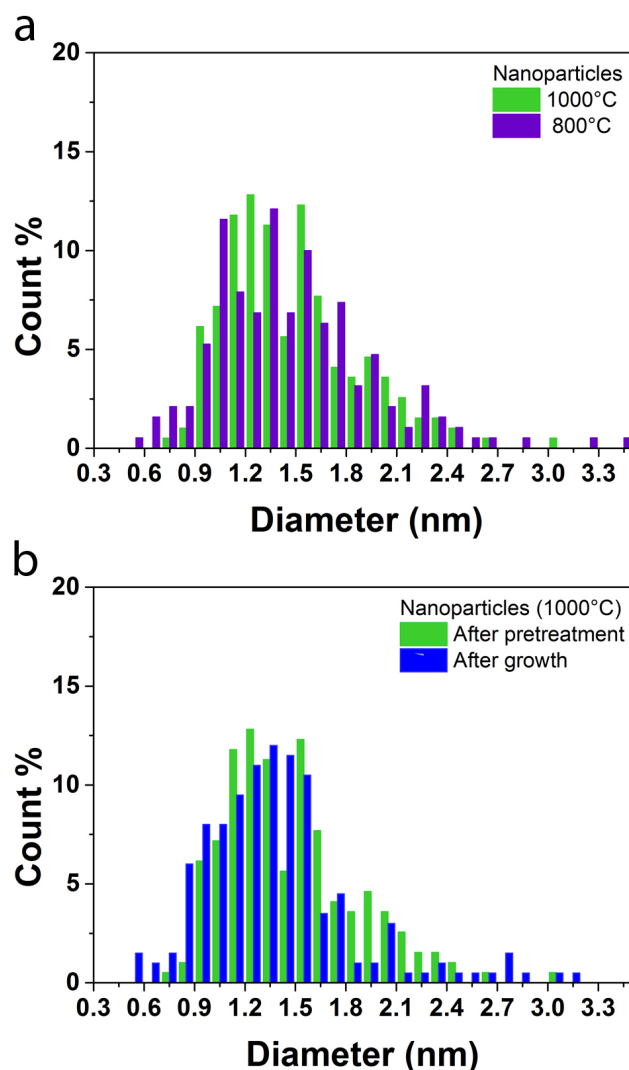 a
20
15
10
5
0
Count %
Nanoparticles
1000°C
800°C
0.3 0.6 0.9 1.2 1.5 1.8 2.1 2.4 2.7 3.0 3.3
Diameter (nm)
b
20
15
10
5
0
Count %
Nanoparticles (1000°C)
After pretreatment
After growth
0.3 0.6 0.9 1.2 1.5 1.8 2.1 2.4 2.7 3.0 3.3
Diameter (nm)